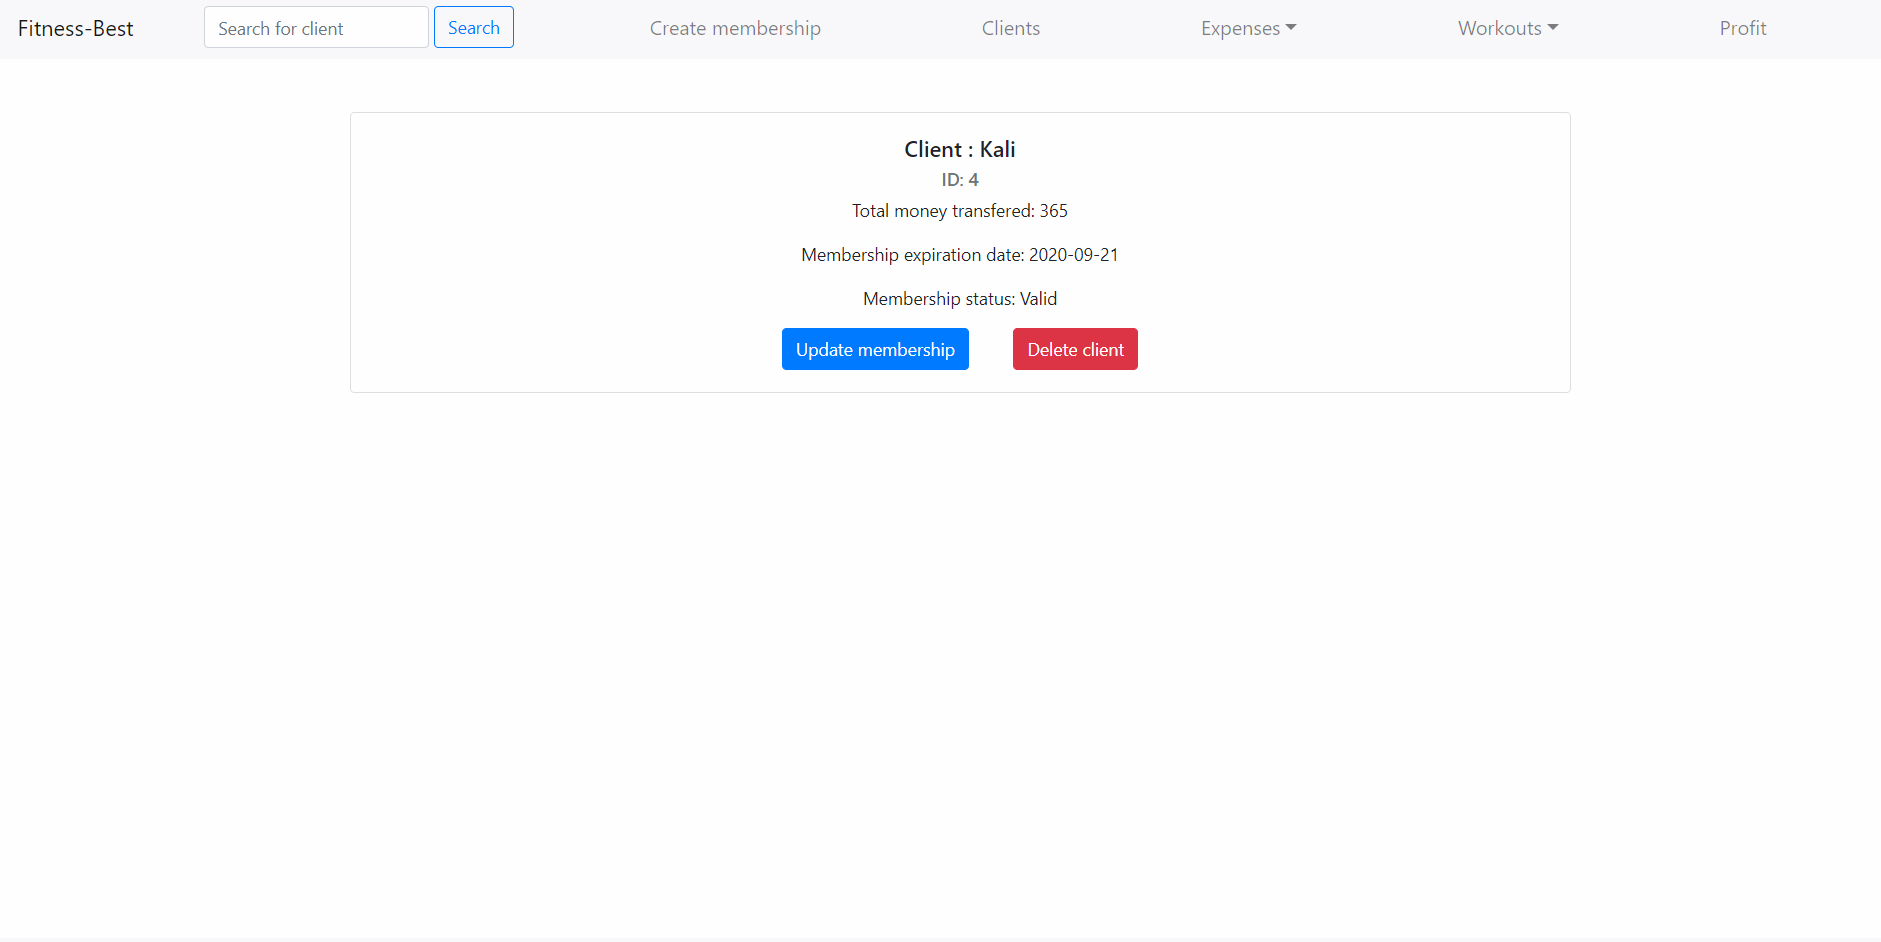 Fitness-Best Search for client Search Create membership Clients Expenses Workouts Profit
Client : Kali
ID: 4
Total money transfered: 365
Membership expiration date: 2020-09-21
Membership status: Valid
Update membership Delete client